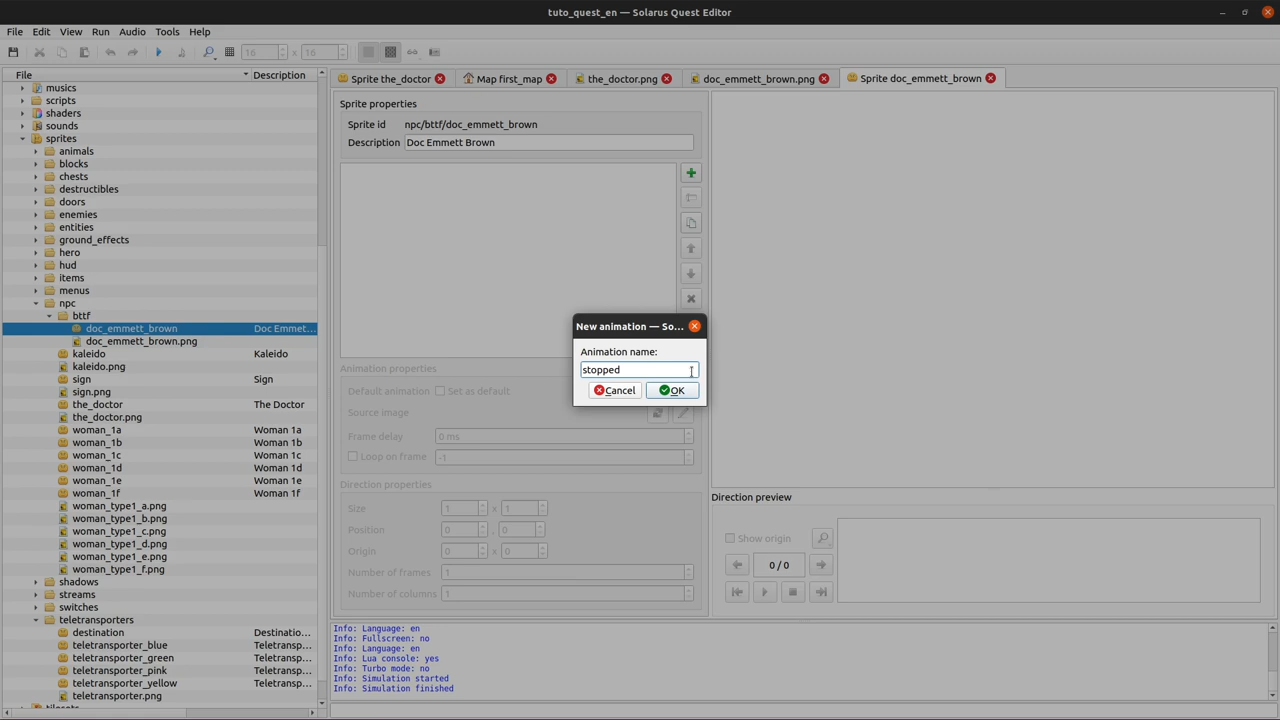 tuto_quest_en — Solarus Quest Editor
File Edit View Run Audio Tools Help
16 x 16
File Description
musics
scripts
shaders
sounds
sprites
animals
blocks
chests
destructibles
doors
enemies
entities
ground_effects
hero
hud
items
menus
npc
bttf
doc_emmett_brown Doc Emmet...
doc_emmett_brown.png
kaleido Kaleido
kaleido.png
sign Sign
sign.png
the_doctor The Doctor
the_doctor.png
woman_1a Woman 1a
woman_1b Woman 1b
woman_1c Woman 1c
woman_1d Woman 1d
woman_1e Woman 1e
woman_1f Woman 1f
woman_type1_a.png
woman_type1_b.png
woman_type1_c.png
woman_type1_d.png
woman_type1_e.png
woman_type1_f.png
shadows
streams
switches
teletransporters
destination Destinatio...
teletransporter_blue Teletransp...
teletransporter_green Teletransp...
teletransporter_pink Teletransp...
teletransporter_yellow Teletransp...
teletransporter.png
Sprite the_doctor Map first_map the_doctor.png doc_emmett_brown.png Sprite doc_emmett_brown
Sprite properties
Sprite id npc/bttf/doc_emmett_brown
Description Doc Emmett Brown
New animation — So...
Animation name:
stopped
Cancel OK
Animation properties
Default animation Set as default
Source image
Frame delay 0 ms
Loop on frame -1
Direction properties
Size 1 x 1
Position 0 , 0
Origin 0 x 0
Number of frames 1
Number of columns 1
Direction preview
Show origin
0 / 0
Info: Language: en
Info: Fullscreen: no
Info: Language: en
Info: Lua console: yes
Info: Turbo mode: no
Info: Simulation started
Info: Simulation finished